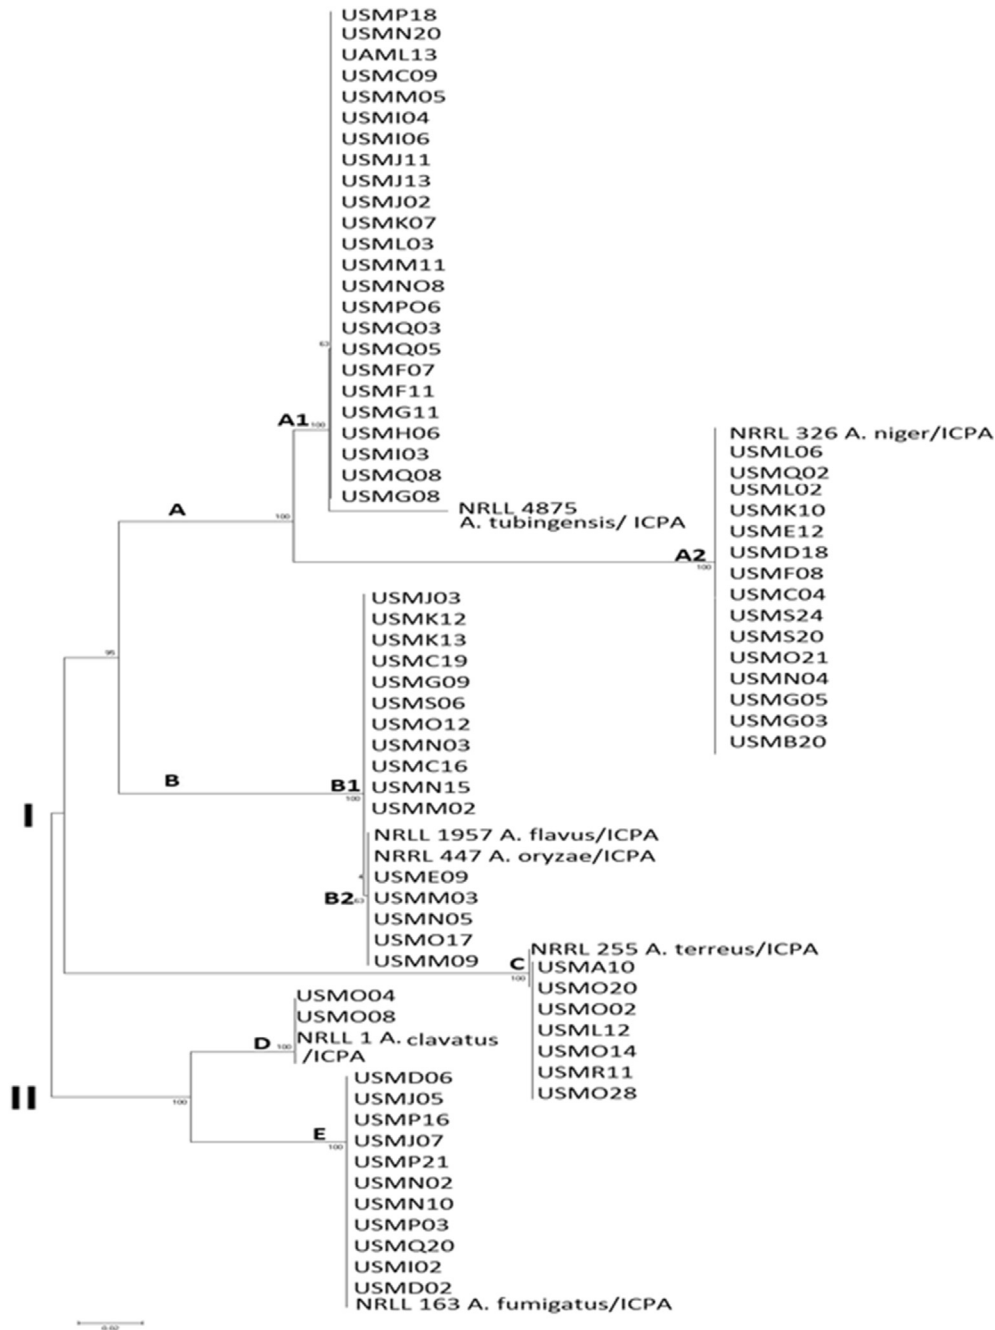 USMP18
USMN20
UAML13
USMC09
USMM05
USMI04
USMI06
USMJ11
USMJ13
USMJ02
USMK07
USML03
USMM11
USMNO8
USMPO6
USMQ03
63
USMQ05
USMF07
USMF11
USMG11
A1
100
USMH06
USMI03
USMQ08
USMG08
NRLL 4875
A. tubingensis/ ICPA
A
100
NRRL 326 A. niger/ICPA
USML06
USMQ02
USML02
USMK10
USME12
USMD18
A2
100
USMF08
USMC04
USMS24
USMS20
USMO21
USMN04
USMG05
USMG03
USMB20
95
USMJ03
USMK12
USMK13
USMC19
USMG09
USMS06
USMO12
USMN03
USMC16
B
B1
100
USMN15
USMM02
I
NRLL 1957 A. flavus/ICPA
NRRL 447 A. oryzae/ICPA
USME09
B2
63
USMM03
USMN05
USMO17
USMM09
C
100
NRRL 255 A. terreus/ICPA
USMA10
USMO20
USMO02
USML12
USMO14
USMR11
USMO28
USMO04
USMO08
D
100
NRLL 1 A. clavatus
/ICPA
II
100
USMD06
USMJ05
USMP16
E
100
USMJ07
USMP21
USMN02
USMN10
USMP03
USMQ20
USMI02
USMD02
NRLL 163 A. fumigatus/ICPA
0.02